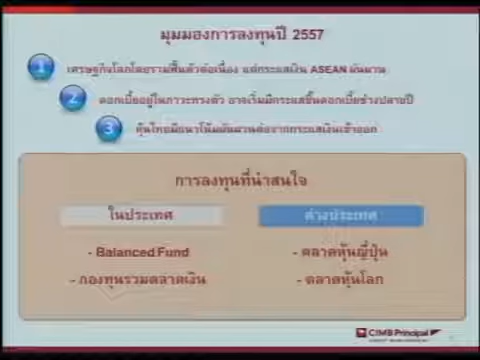 มุมมองการลงทุนปี 2557
1 เศรษฐกิจโลกโดยรวมฟื้นตัวต่อเนื่อง แต่กระแสเงิน ASEAN ผันผวน
2 ดอกเบี้ยอยู่ในภาวะทรงตัว อาจเริ่มมีกระแสขึ้นดอกเบี้ยช่วงปลายปี
3 หุ้นไทยมีแนวโน้มผันผวนต่อจากกระแสเงินเข้าออก
การลงทุนที่น่าสนใจ
ในประเทศ
ต่างประเทศ
- Balanced Fund
- ตลาดหุ้นญี่ปุ่น
- กองทุนรวมตลาดเงิน
- ตลาดหุ้นโลก
CIMB Principal